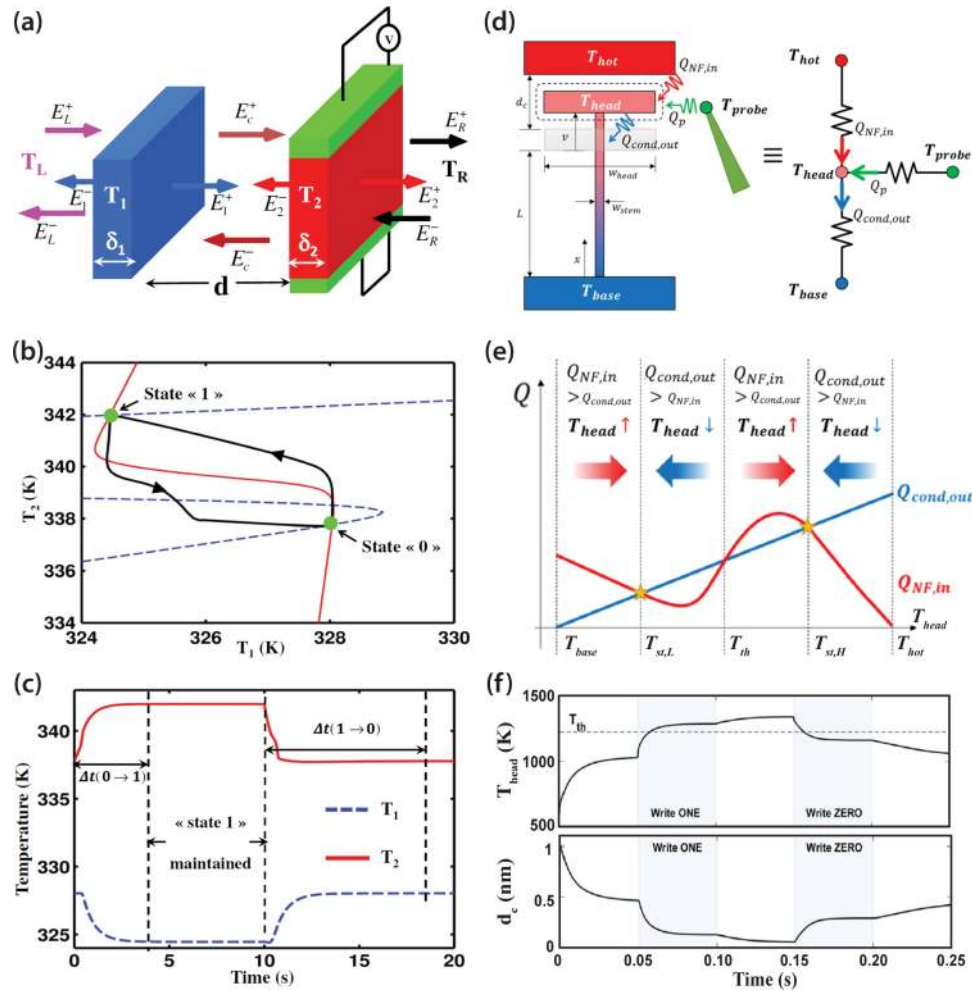 (a)
V
E_L^+
E_c^+
E_R^+
T_L
T_R
E_1^-
T_1
E_1^+
E_2^-
T_2
E_2^+
E_L^-
δ_1
E_c^-
δ_2
E_R^-
d
(b)
344
342
340
338
336
334
T_2 (K)
State « 1 »
State « 0 »
324
326
328
330
T_1 (K)
(c)
340
335
330
325
Temperature (K)
Δt(0→1)
Δt(1→0)
« state 1 »
maintained
T_1
T_2
0
5
10
15
20
Time (s)
(d)
T_hot
Q_NF,in
d_c
T_head
T_probe
Q_p
v
Q_cond,out
w_head
L
w_stem
x
T_base
≡
T_hot
Q_NF,in
T_probe
T_head
Q_p
Q_cond,out
T_base
(e)
Q
Q_NF,in
> Q_cond,out
T_head ↑
Q_cond,out
> Q_NF,in
T_head ↓
Q_NF,in
> Q_cond,out
T_head ↑
Q_cond,out
> Q_NF,in
T_head ↓
Q_cond,out
Q_NF,in
T_head
T_base
T_st,L
T_th
T_st,H
T_hot
(f)
1500
1000
500
T_head (K)
T_th
Write ONE
Write ZERO
1
0.5
0
d_c (nm)
Write ONE
Write ZERO
0
0.05
0.10
0.15
0.20
0.25
Time (s)